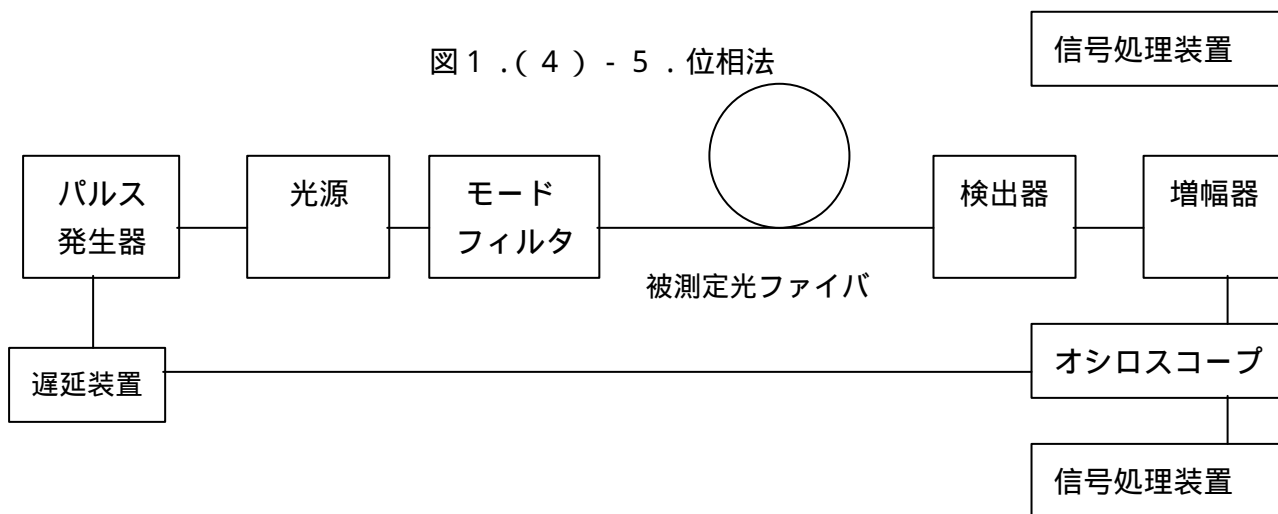 信号処理装置
図1.(4)-5.位相法
パルス
発生器
光源
モード
フィルタ
検出器
増幅器
被測定光ファイバ
遅延装置
オシロスコープ
信号処理装置